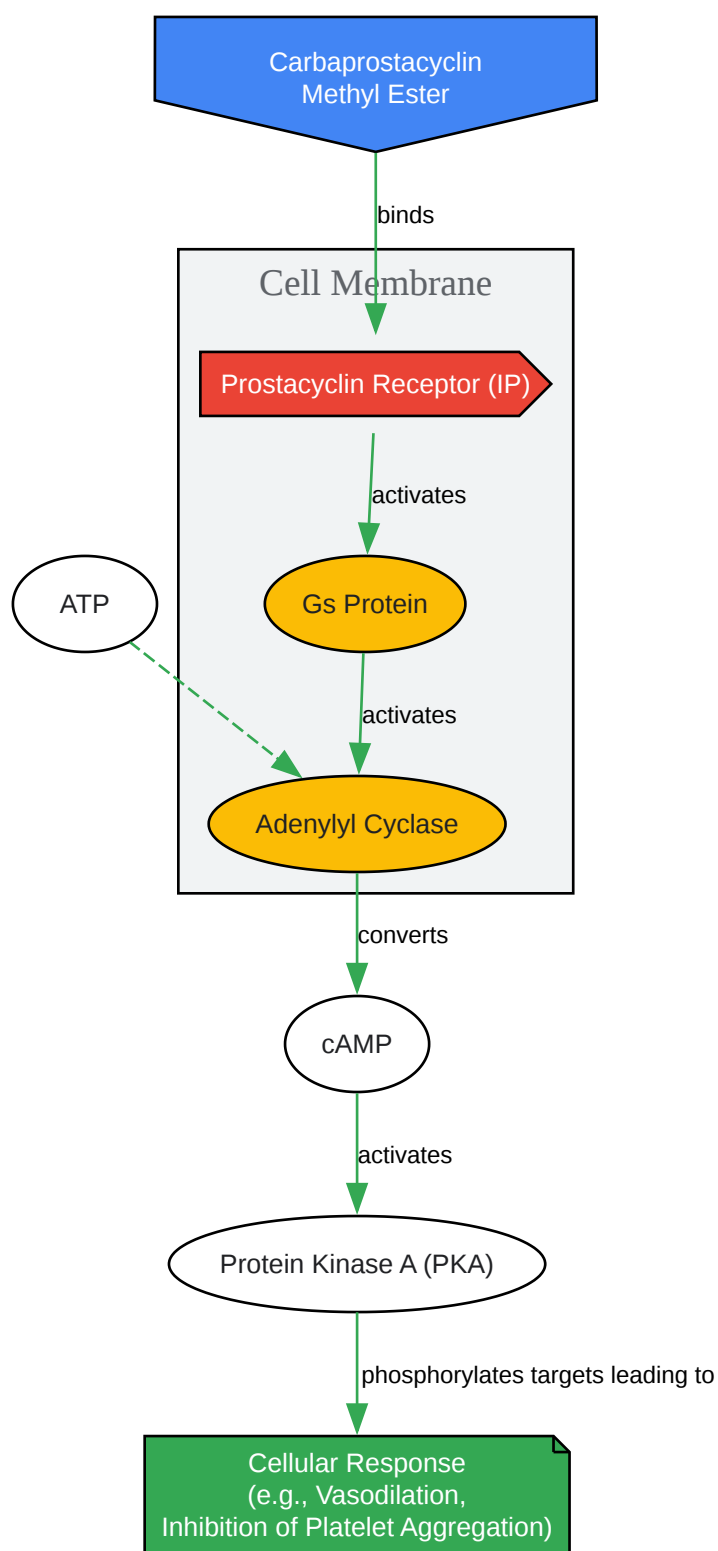 Carbaprostacyclin
Methyl Ester
binds
Cell Membrane
Prostacyclin Receptor (IP)
activates
ATP
Gs Protein
activates
Adenylyl Cyclase
converts
cAMP
activates
Protein Kinase A (PKA)
phosphorylates targets leading to
Cellular Response
(e.g., Vasodilation,
Inhibition of Platelet Aggregation)